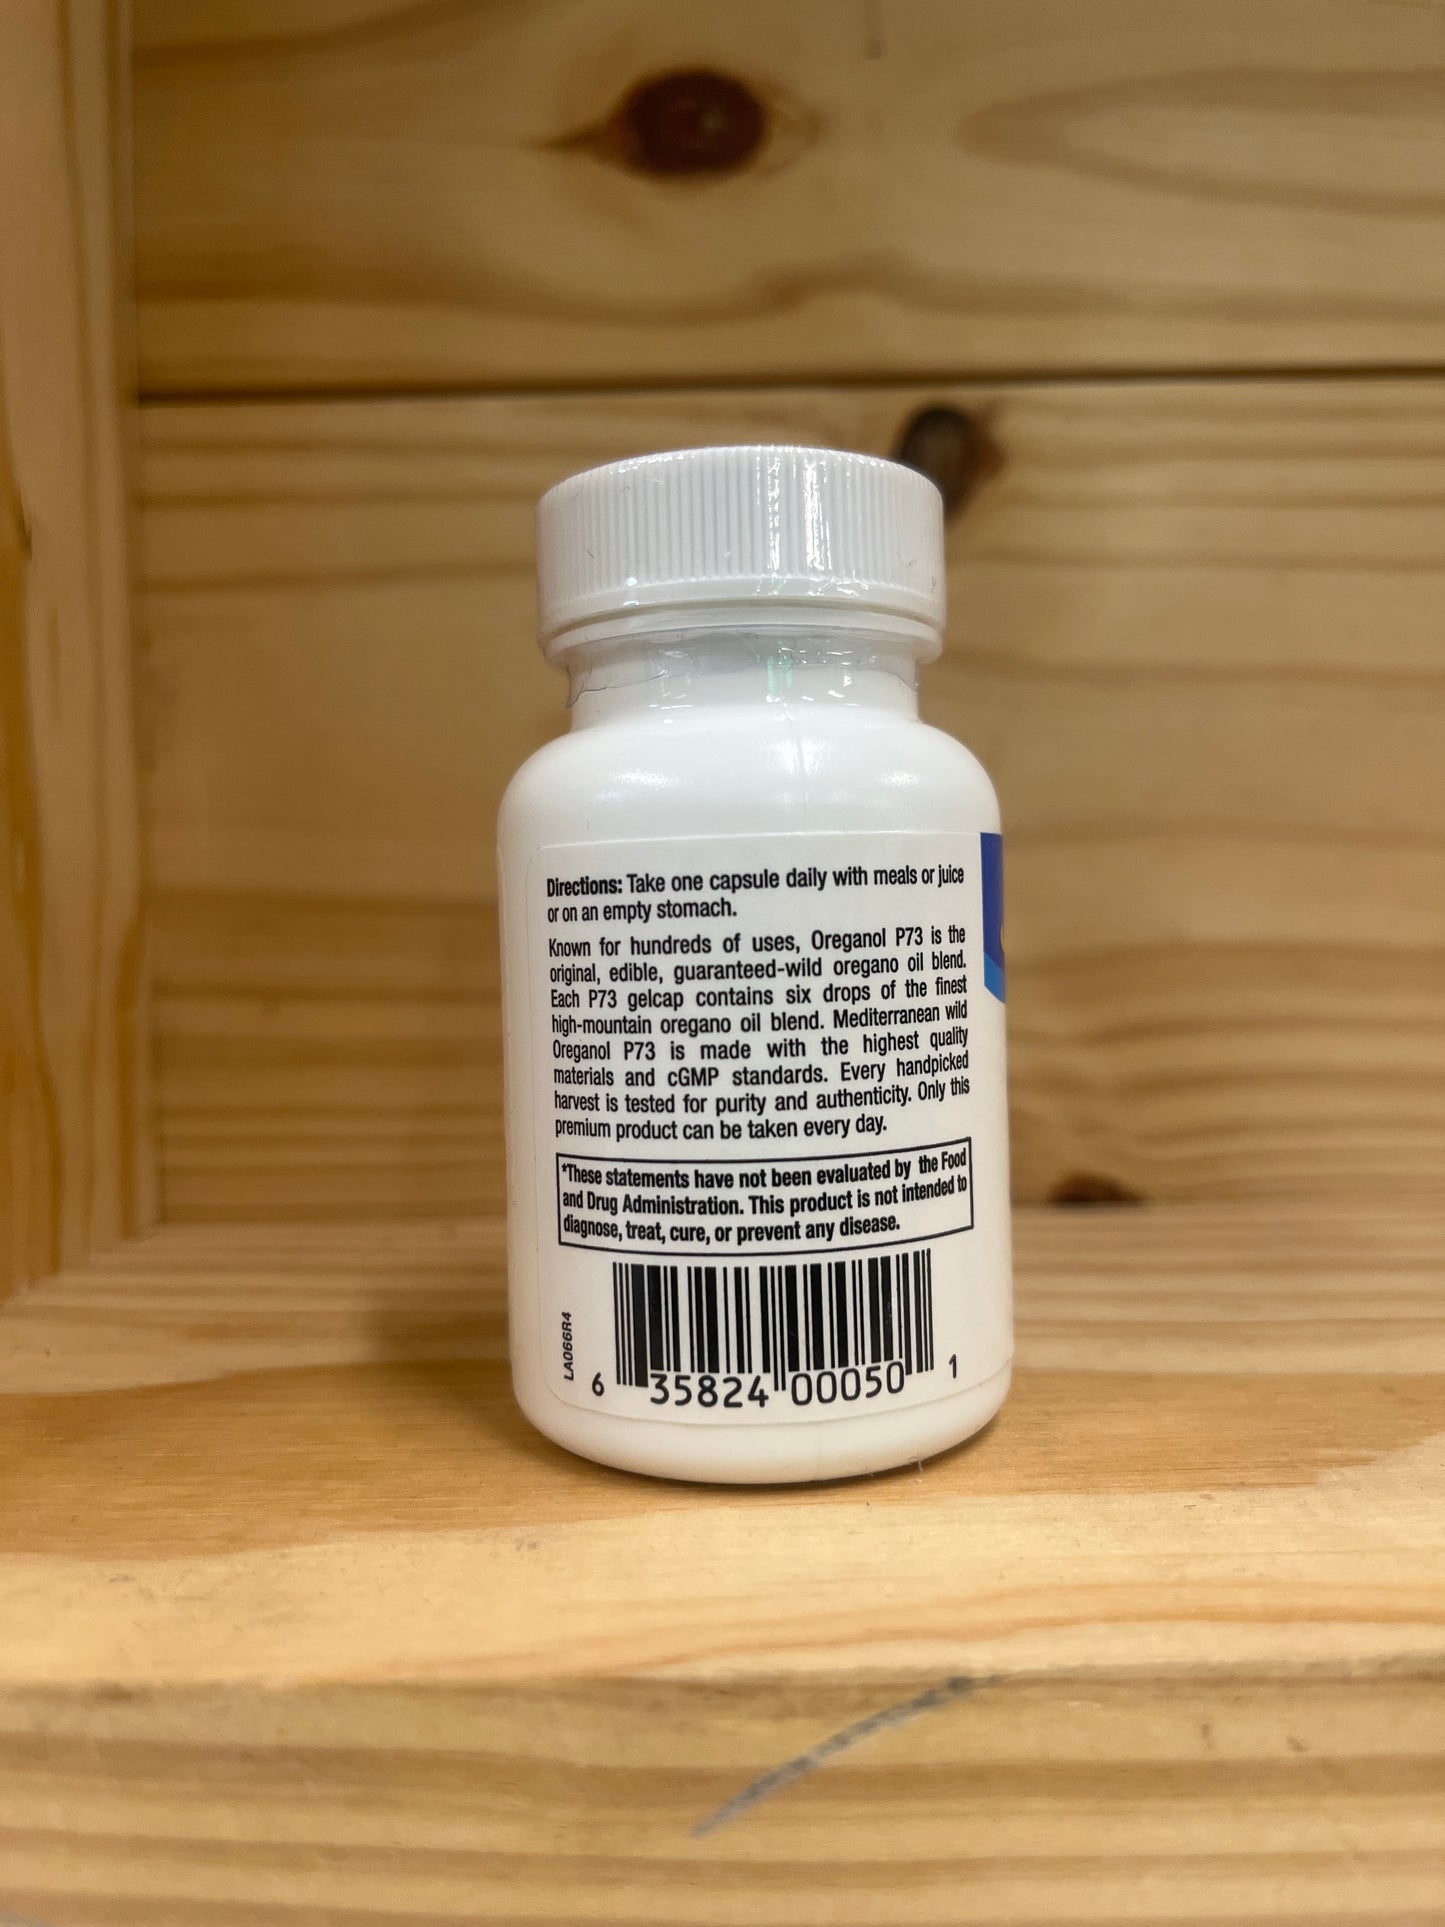 Directions: Take one capsule daily with meals or juice
or on an empty stomach.
Known for hundreds of uses, Oreganol P73 is the
original, edible, guaranteed-wild oregano oil blend.
Each P73 gelcap contains six drops of the finest
high-mountain oregano oil blend. Mediterranean wild
Oreganol P73 is made with the highest quality
materials and cGMP standards. Every handpicked
harvest is tested for purity and authenticity. Only this
premium product can be taken every day.
*These statements have not been evaluated by the Food
and Drug Administration. This product is not intended to
diagnose, treat, cure, or prevent any disease.
LA066R4
6 35824 00050 1